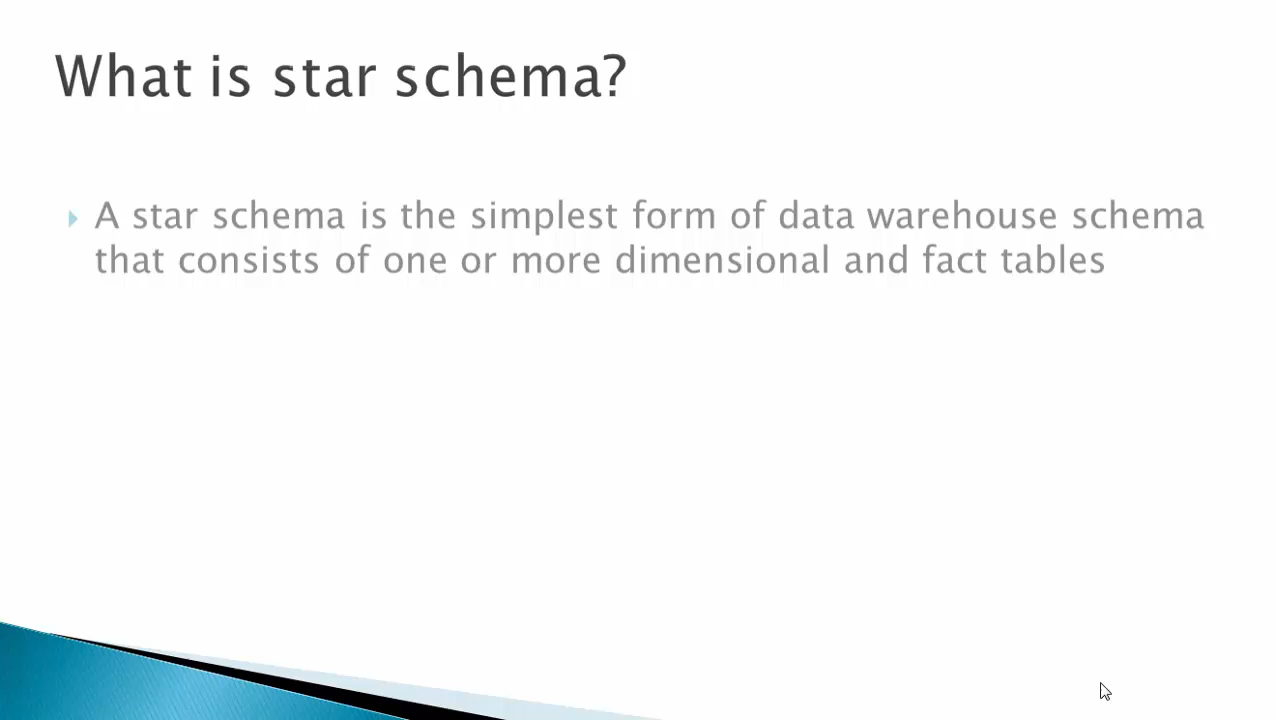 What is star schema?
A star schema is the simplest form of data warehouse schema
that consists of one or more dimensional and fact tables